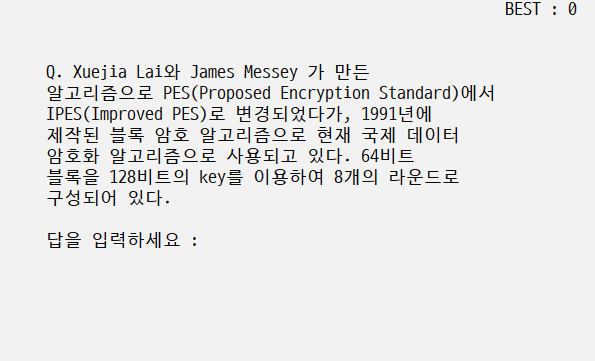 BEST : 0
Q. Xuejia Lai와 James Messey 가 만든
알고리즘으로 PES(Proposed Encryption Standard)에서
IPES(Improved PES)로 변경되었다가, 1991년에
제작된 블록 암호 알고리즘으로 현재 국제 데이터
암호화 알고리즘으로 사용되고 있다. 64비트
블록을 128비트의 key를 이용하여 8개의 라운드로
구성되어 있다.
답을 입력하세요 :